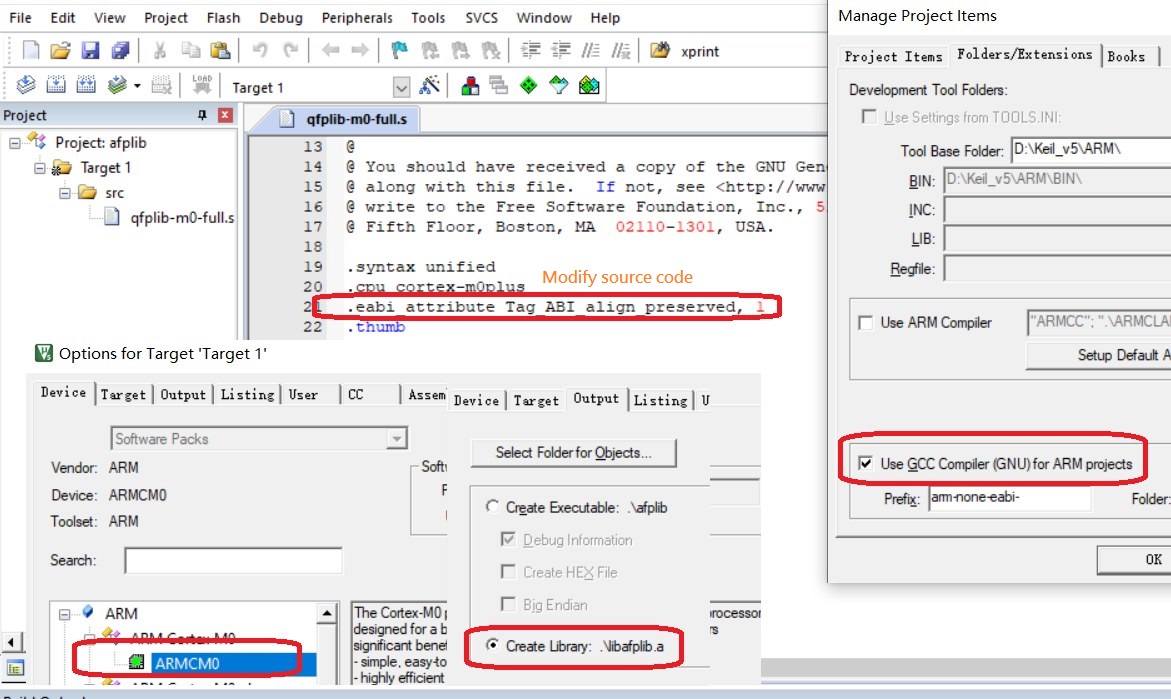 File Edit View Project Flash Debug Peripherals Tools SVCS Window Help
xprint
LOAD
Target 1
Project
Project: afplib
Target 1
src
qfplib-m0-full.s
qfplib-m0-full.s
13 @
14 @ You should have received a copy of the GNU Gen
15 @ along with this file. If not, see <http://www
16 @ write to the Free Software Foundation, Inc., 5
17 @ Fifth Floor, Boston, MA 02110-1301, USA.
18
19 .syntax unified
Modify source code
20 .cpu cortex-m0plus
21 .eabi_attribute Tag_ABI_align_preserved, 1
22 .thumb
Options for Target 'Target 1'
Device Target Output Listing User CC Assem
Software Packs
Vendor: ARM
Device: ARMCM0
Toolset: ARM
Search:
Softw
ARM
ARM Cortex M0
ARMCM0
The Cortex-M0 p
designed for a b
significant benef
- simple, easy-to
- highly efficient
rocessor
rs
Device Target Output Listing U
Select Folder for Objects...
Create Executable: .\afplib
Debug Information
Create HEX File
Big Endian
Create Library: .\libafplib.a
Manage Project Items
Project Items Folders/Extensions Books
Development Tool Folders:
Use Settings from TOOLS.INI:
Tool Base Folder: D:\Keil_v5\ARM\
BIN: D:\Keil_v5\ARM\BIN\
INC:
LIB:
Regfile:
Use ARM Compiler "ARMCC"; ".\ARMCLA
Setup Default A
Use GCC Compiler (GNU) for ARM projects
Prefix: arm-none-eabi- Folder:
OK